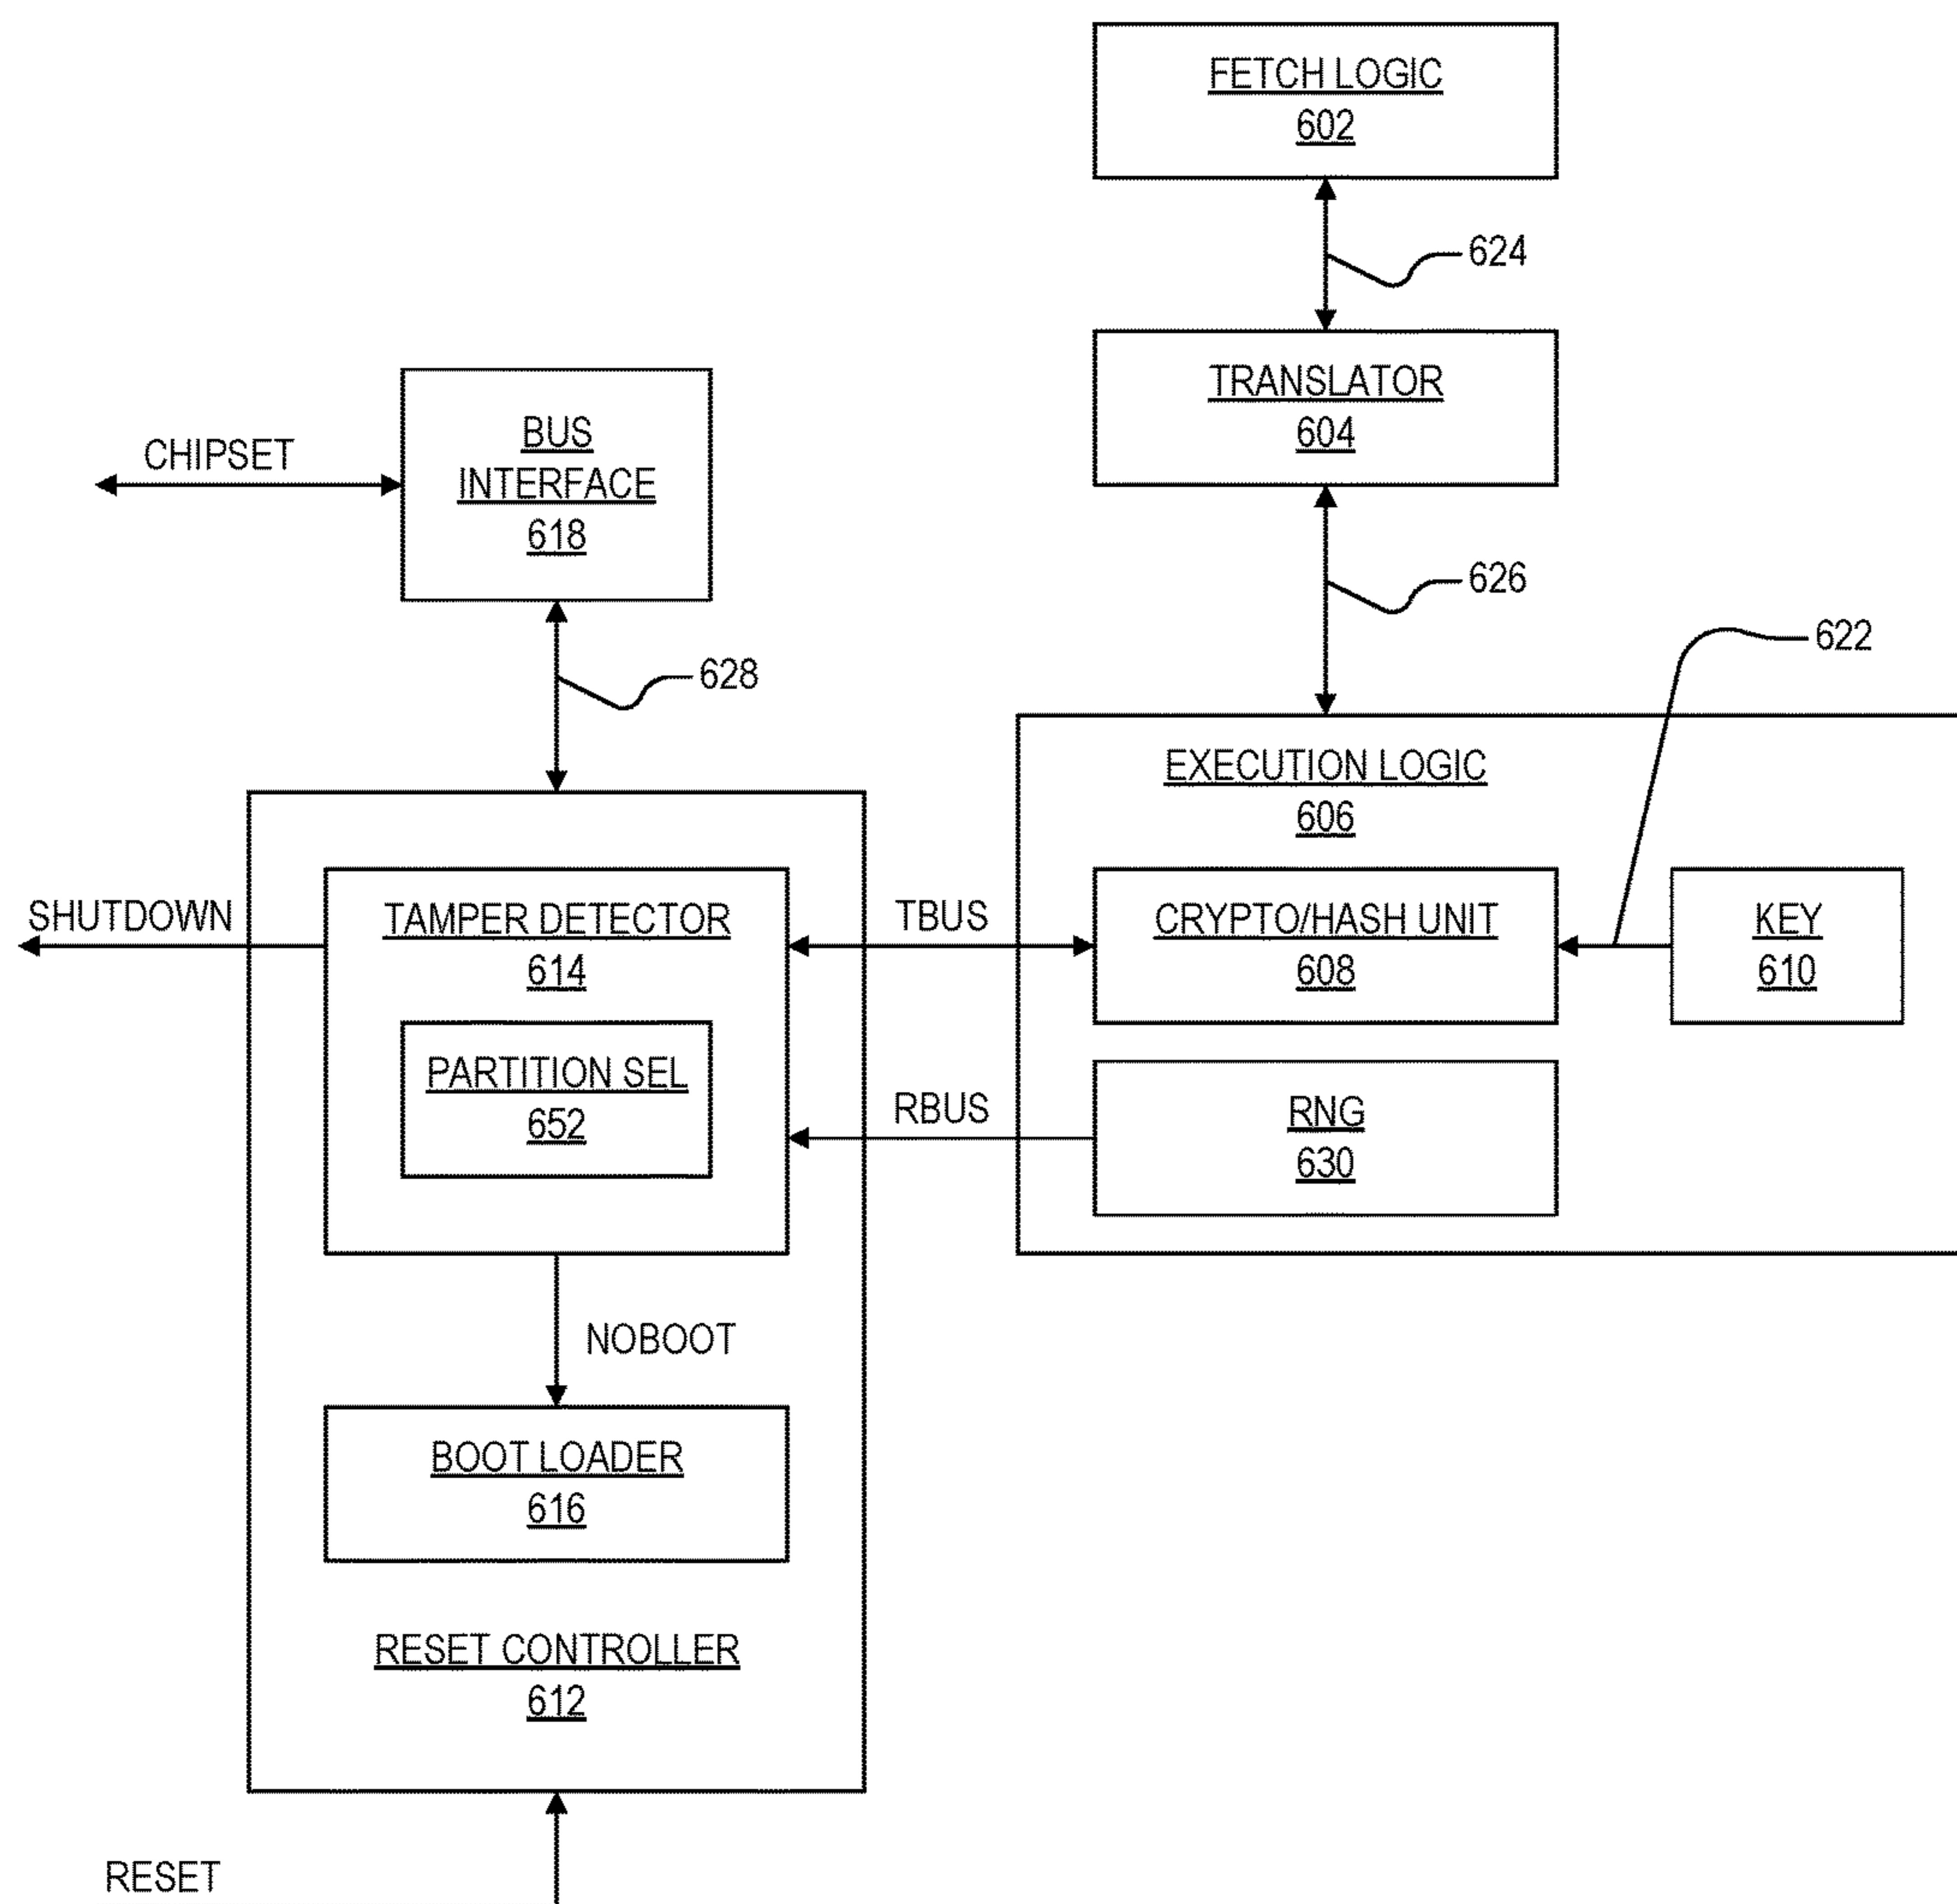 FETCH LOGIC
602
624
TRANSLATOR
604
626
622
CHIPSET
BUS
INTERFACE
618
628
EXECUTION LOGIC
606
SHUTDOWN
TAMPER DETECTOR
614
TBUS
CRYPTO/HASH UNIT
608
KEY
610
PARTITION SEL
652
RBUS
RNG
630
NOBOOT
BOOT LOADER
616
RESET CONTROLLER
612
RESET